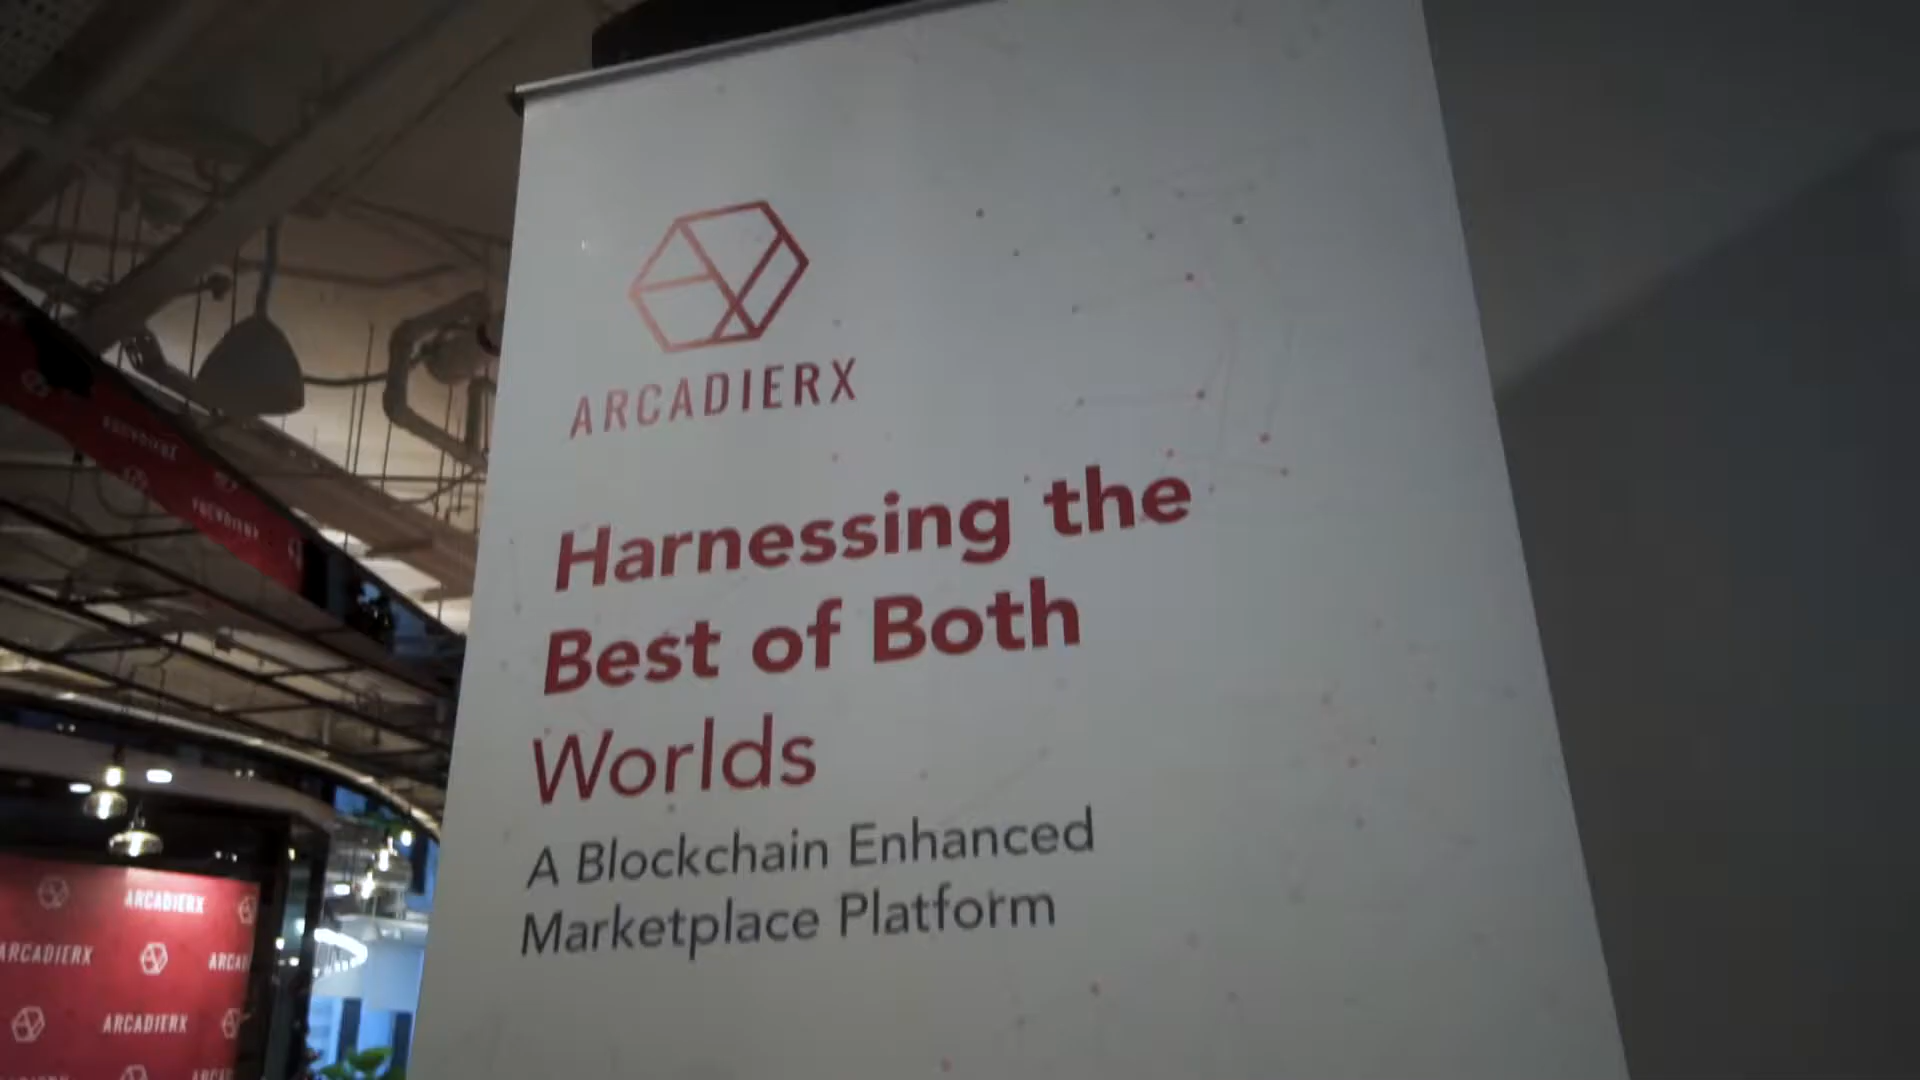 ARCADIERX
Harnessing the
Best of Both
Worlds
A Blockchain Enhanced
Marketplace Platform
ARCADIERX
ARCADIERX
ARCADIERX